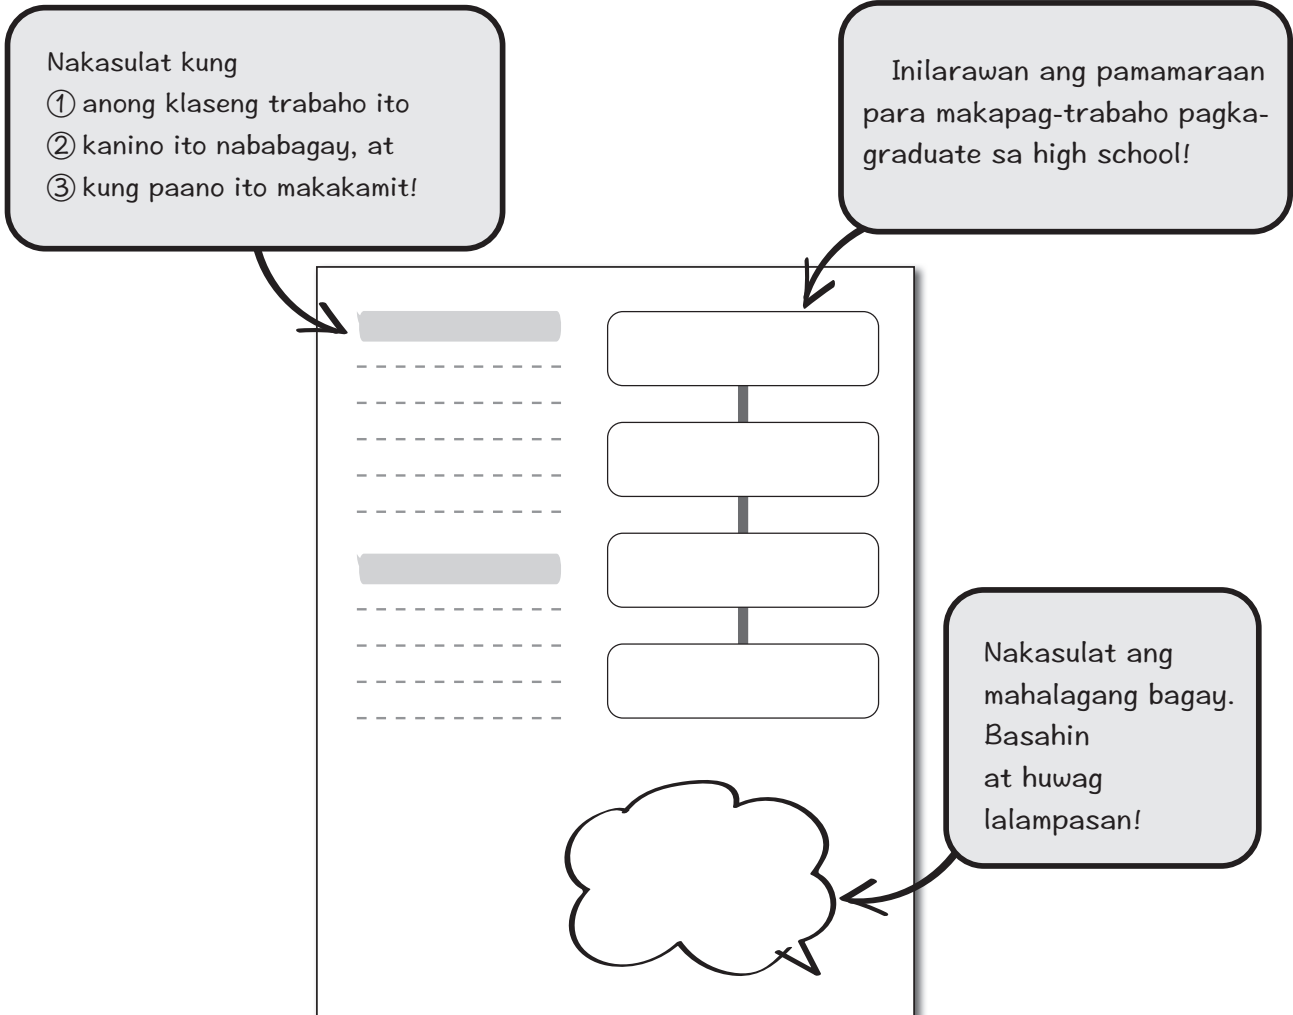 Nakasulat kung
① anong klaseng trabaho ito
② kanino ito nababagay, at
③ kung paano ito makakamit!
Inilarawan ang pamamaraan
para makapag-trabaho pagka-
graduate sa high school!
Nakasulat ang
mahalagang bagay.
Basahin
at huwag
lalampasan!